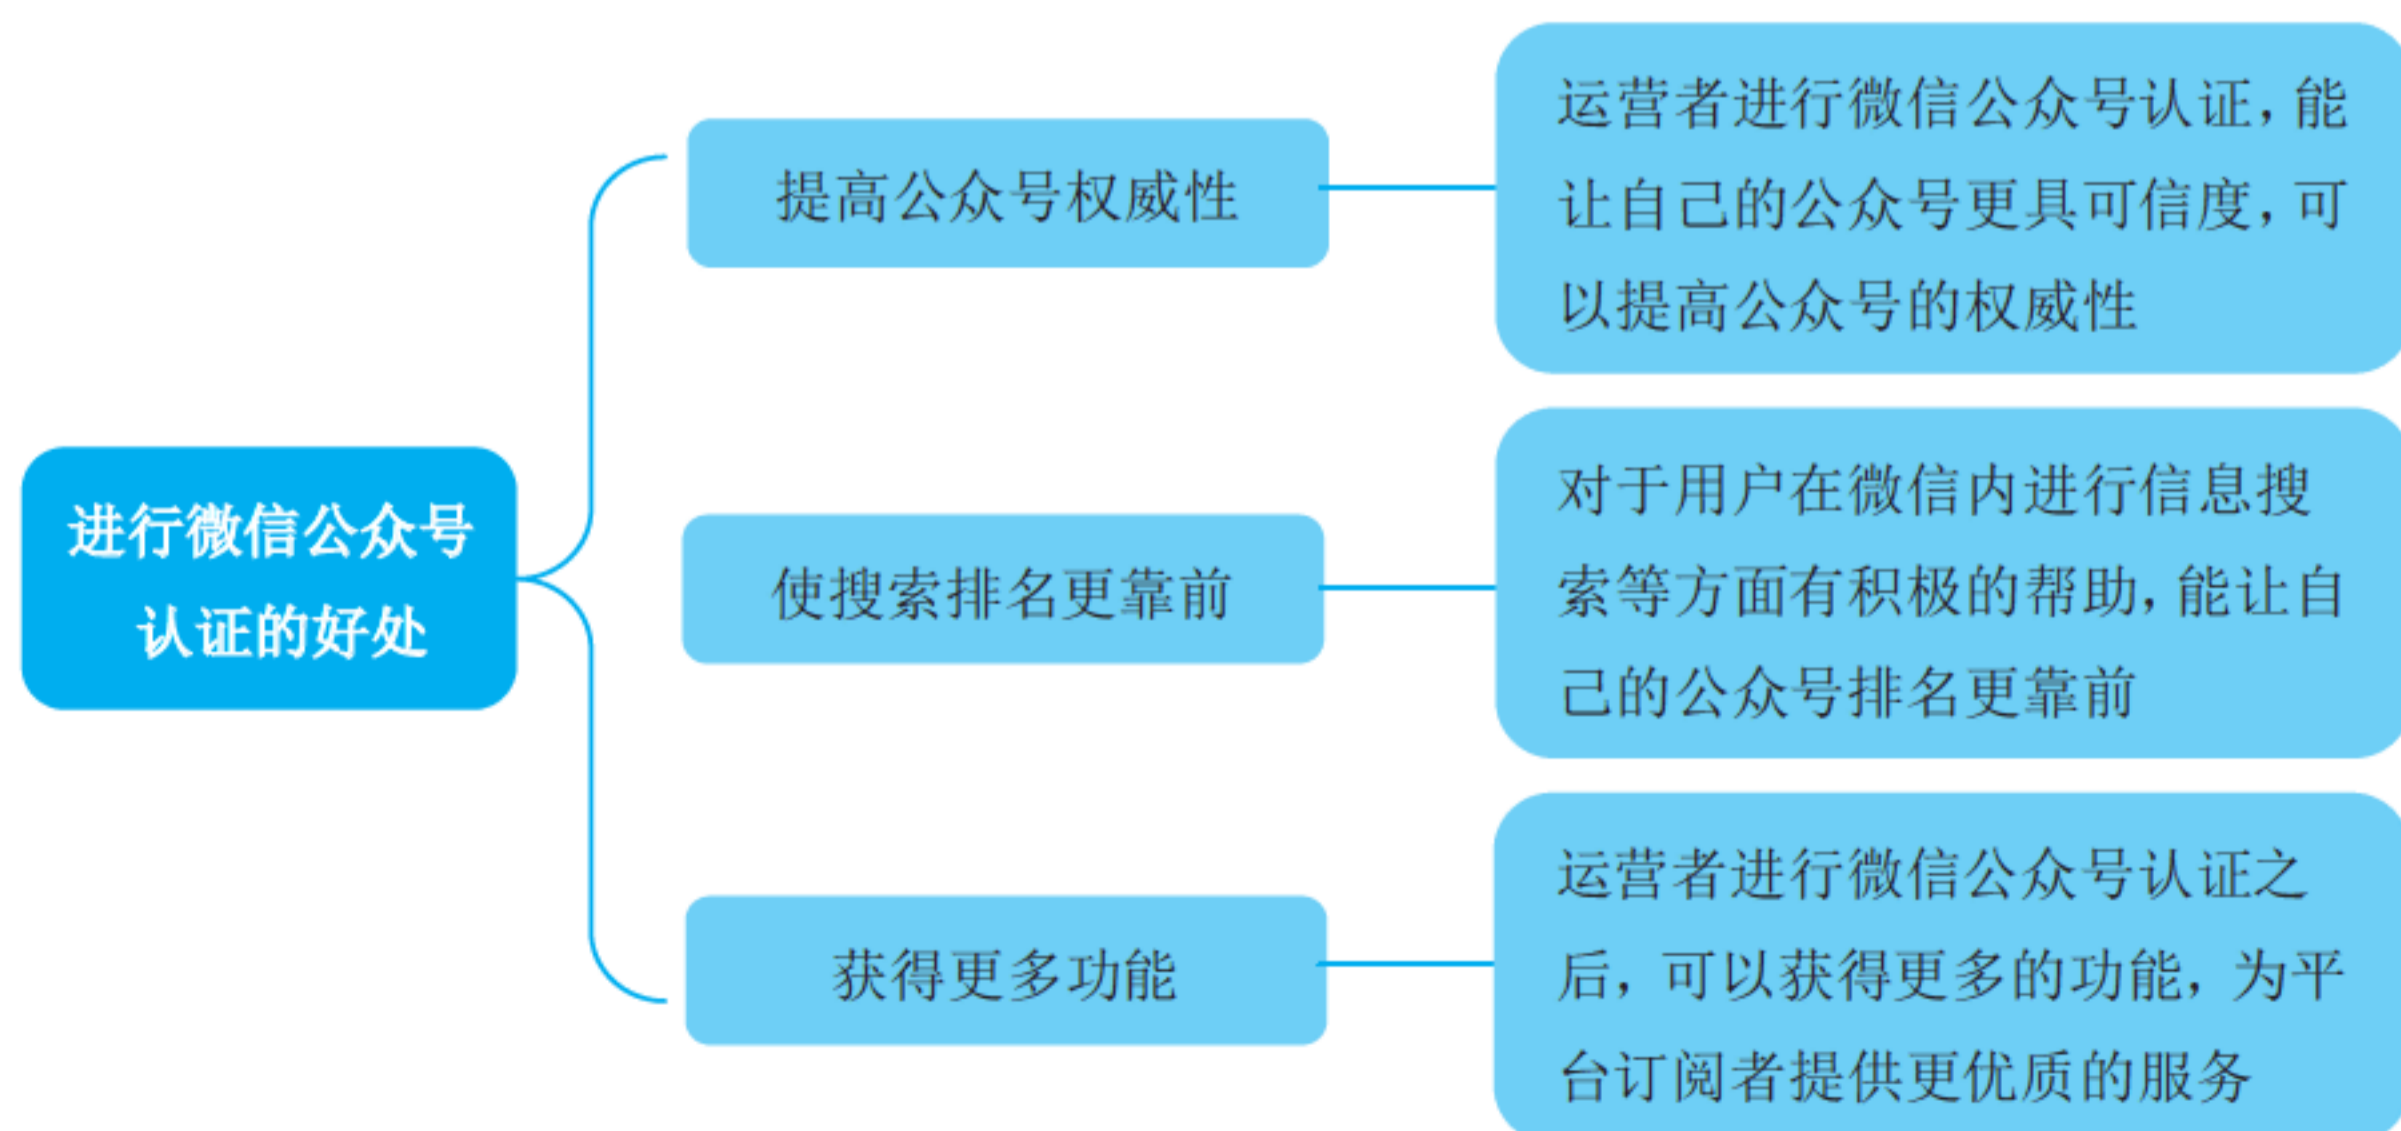 进行微信公众号
认证的好处
提高公众号权威性
运营者进行微信公众号认证，能
让自己的公众号更具可信度，可
以提高公众号的权威性
使搜索排名更靠前
对于用户在微信内进行信息搜
索等方面有积极的帮助，能让自
己的公众号排名更靠前
获得更多功能
运营者进行微信公众号认证之
后，可以获得更多的功能，为平
台订阅者提供更优质的服务